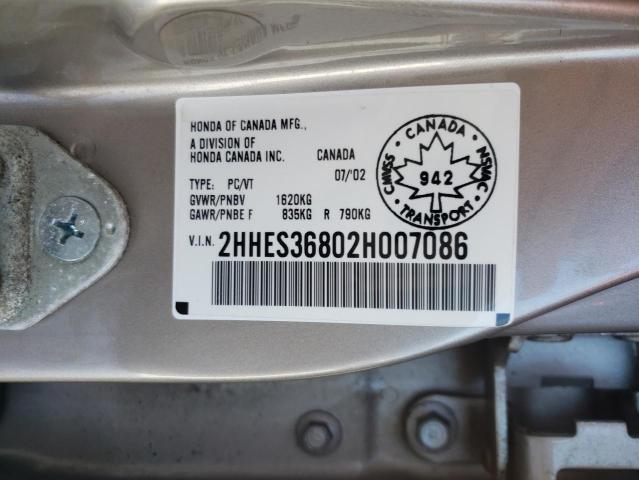 HONDA OF CANADA MFG.,
A DIVISION OF
HONDA CANADA INC. CANADA
07/'02
TYPE: PC/VT
GVWR/PNBV 1620KG
GAWR/PNBE F 835KG R 790KG
V.I.N. 2HHES36802H007086
CANADA
CMVSS
942
NSVAC
TRANSPORT